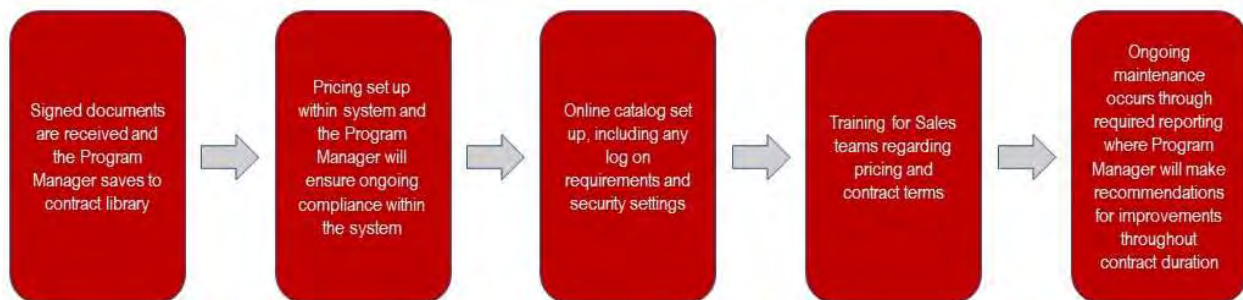 Signed documents
are received and
the Program
Manager saves to
contract library
Pricing set up
within system and
the Program
Manager will
ensure ongoing
compliance within
the system
Online catalog set
up, including any
log on
requirements and
security settings
Training for Sales
teams regarding
pricing and
contract terms
Ongoing
maintenance
occurs through
required reporting
where Program
Manager will make
recommendations
for improvements
throughout
contract duration